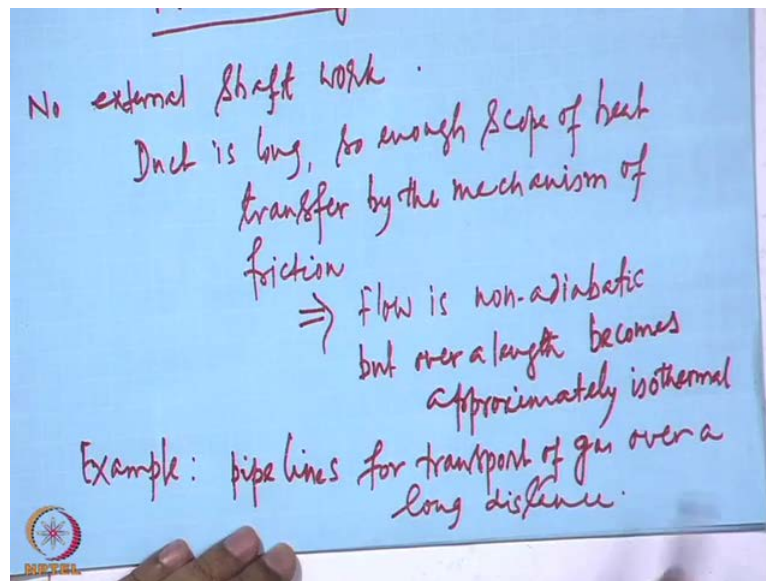 No external shaft work.
Duct is long, so enough scope of heat
transfer by the mechanism of
friction
⇒ Flow is non-adiabatic
but over a length becomes
approximately isothermal
Example: pipe lines for transport of gas over a
long distance.
NPTEL